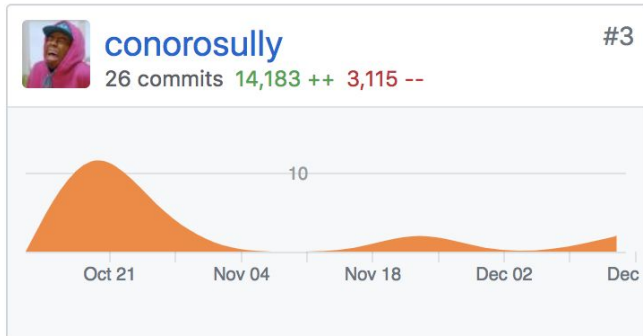 conorosully #3
26 commits 14,183 ++ 3,115 --
10
Oct 21 Nov 04 Nov 18 Dec 02 Dec